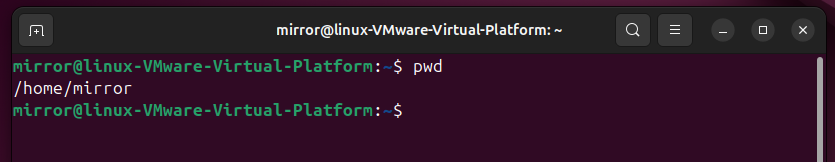 mirror@linux-VMware-Virtual-Platform: ~
mirror@linux-VMware-Virtual-Platform:~$ pwd
/home/mirror
mirror@linux-VMware-Virtual-Platform:~$